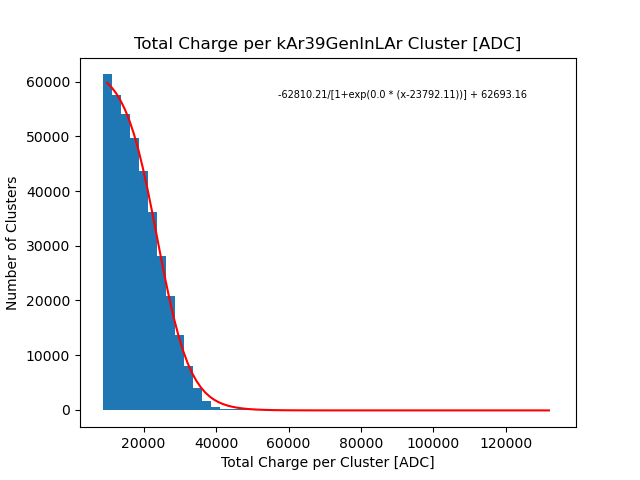 Total Charge per kAr39GenInLAr Cluster [ADC]
-62810.21/[1+exp(0.0 * (x-23792.11))] + 62693.16
60000
50000
40000
30000
20000
10000
0
Number of Clusters
20000 40000 60000 80000 100000 120000
Total Charge per Cluster [ADC]